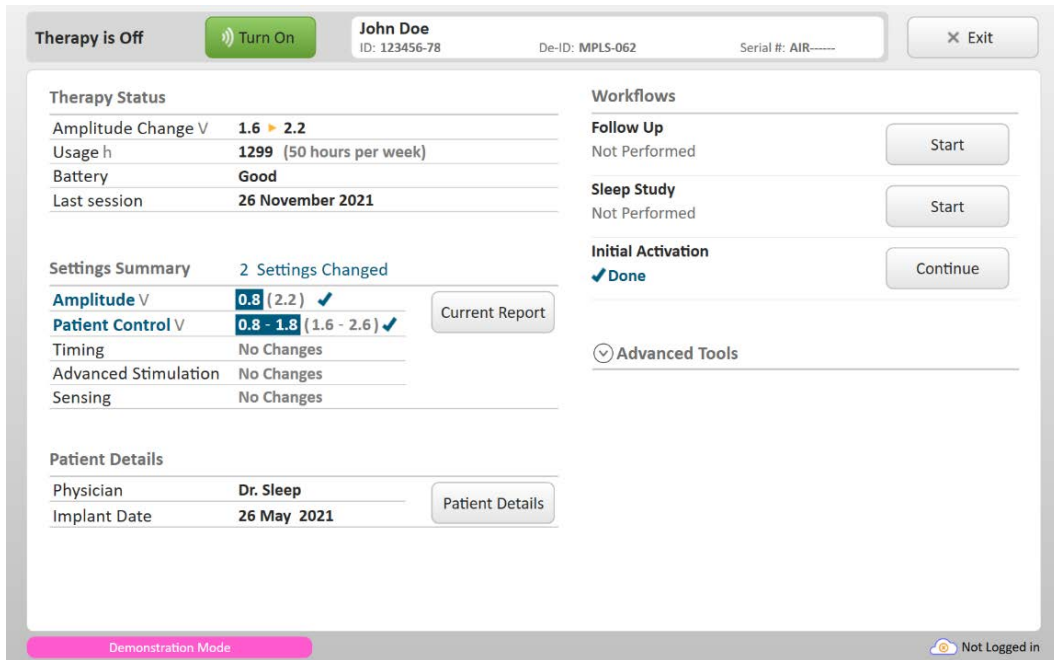 Therapy is Off
Turn On
John Doe
ID: 123456-78 De-ID: MPLS-062 Serial #: AIR------
Exit
Therapy Status
Amplitude Change V 1.6 ▸ 2.2
Usage h 1299 (50 hours per week)
Battery Good
Last session 26 November 2021
Settings Summary 2 Settings Changed
Amplitude V 0.8 (2.2) ✔
Patient Control V 0.8 - 1.8 (1.6 - 2.6) ✔
Timing No Changes
Advanced Stimulation No Changes
Sensing No Changes
Current Report
Patient Details
Physician Dr. Sleep
Implant Date 26 May 2021
Patient Details
Workflows
Follow Up
Not Performed
Start
Sleep Study
Not Performed
Start
Initial Activation
✔ Done
Continue
Advanced Tools
Demonstration Mode
Not Logged in